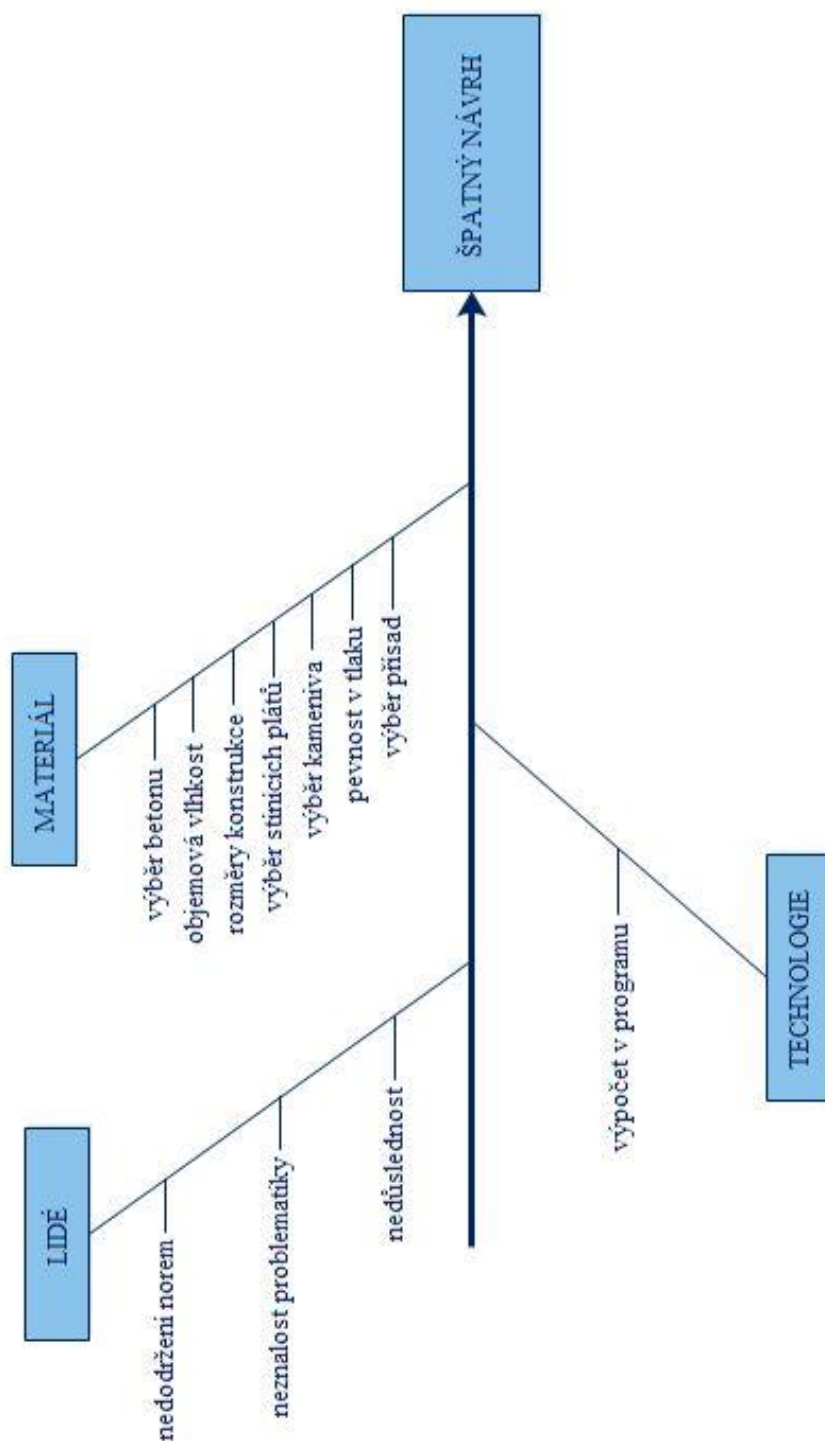 LIDÉ
nedodržení norem
neznalost problematiky
nedůslednost
MATERIÁL
výběr betonu
objemová vlhkost
rozměry konstrukce
výběr stínících plátů
výběr kameniva
pevnost v tlaku
výběr přísad
TECHNOLOGIE
výpočet v programu
ŠPATNÝ NÁVRH